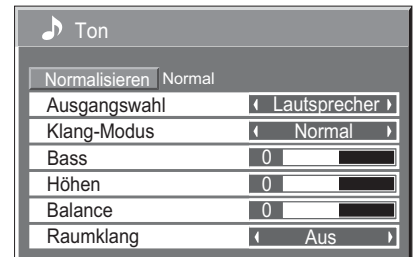 Ton
Normalisieren Normal
Ausgangswahl Lautsprecher
Klang-Modus Normal
Bass 0
Höhen 0
Balance 0
Raumklang Aus